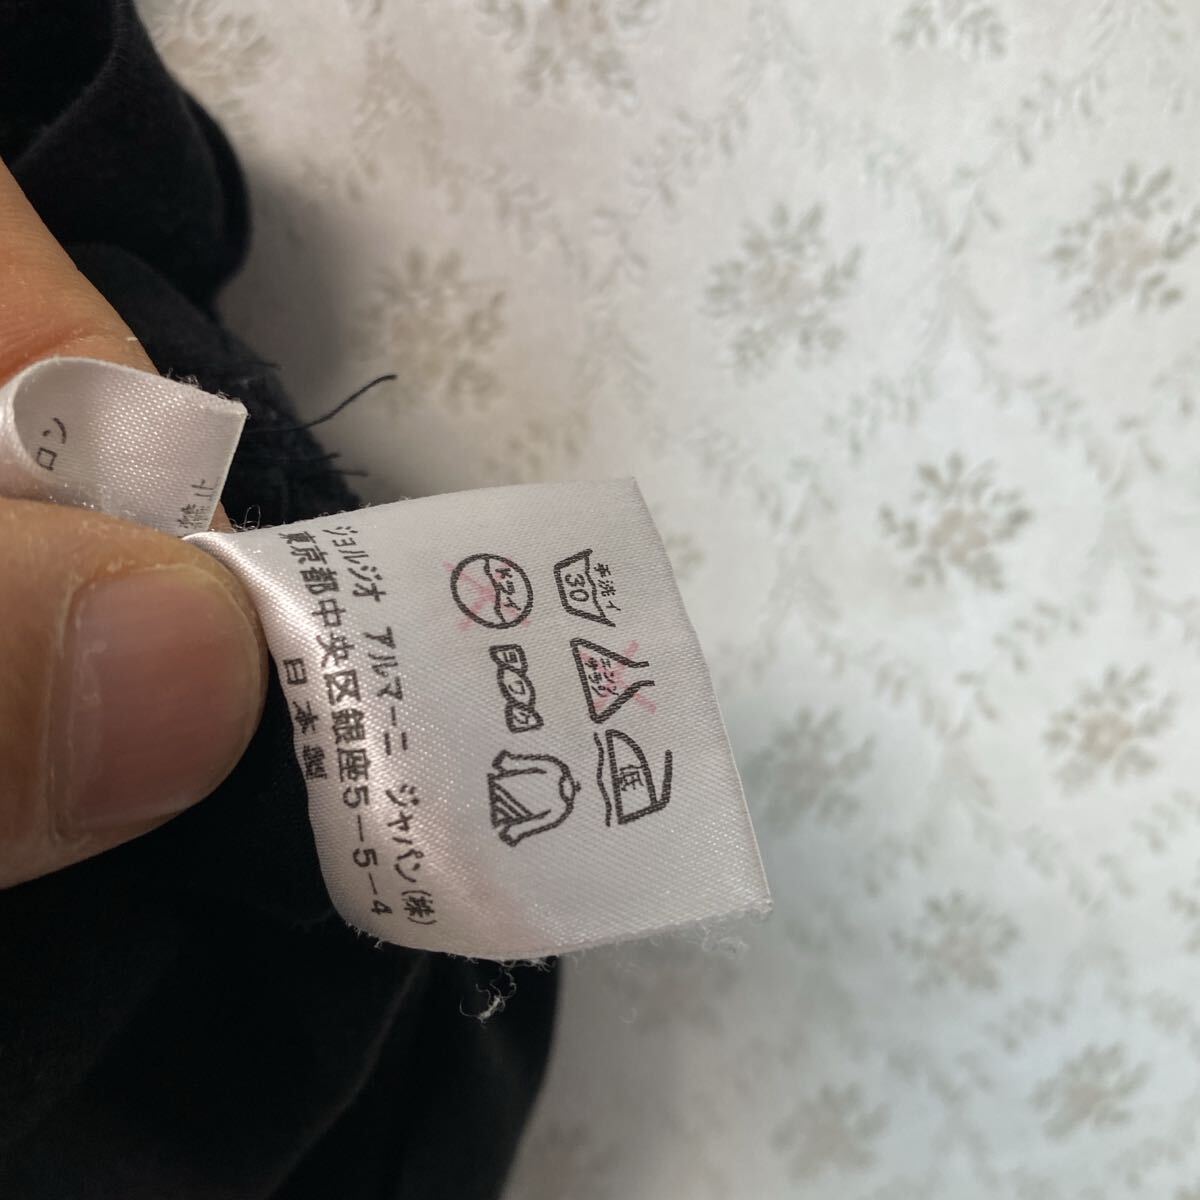 手洗イ
30
エンソサラシ
低
ドライ
ヨワク
ジョルジオ アルマーニ ジャパン(株)
東京都中央区銀座5-5-4
日本製